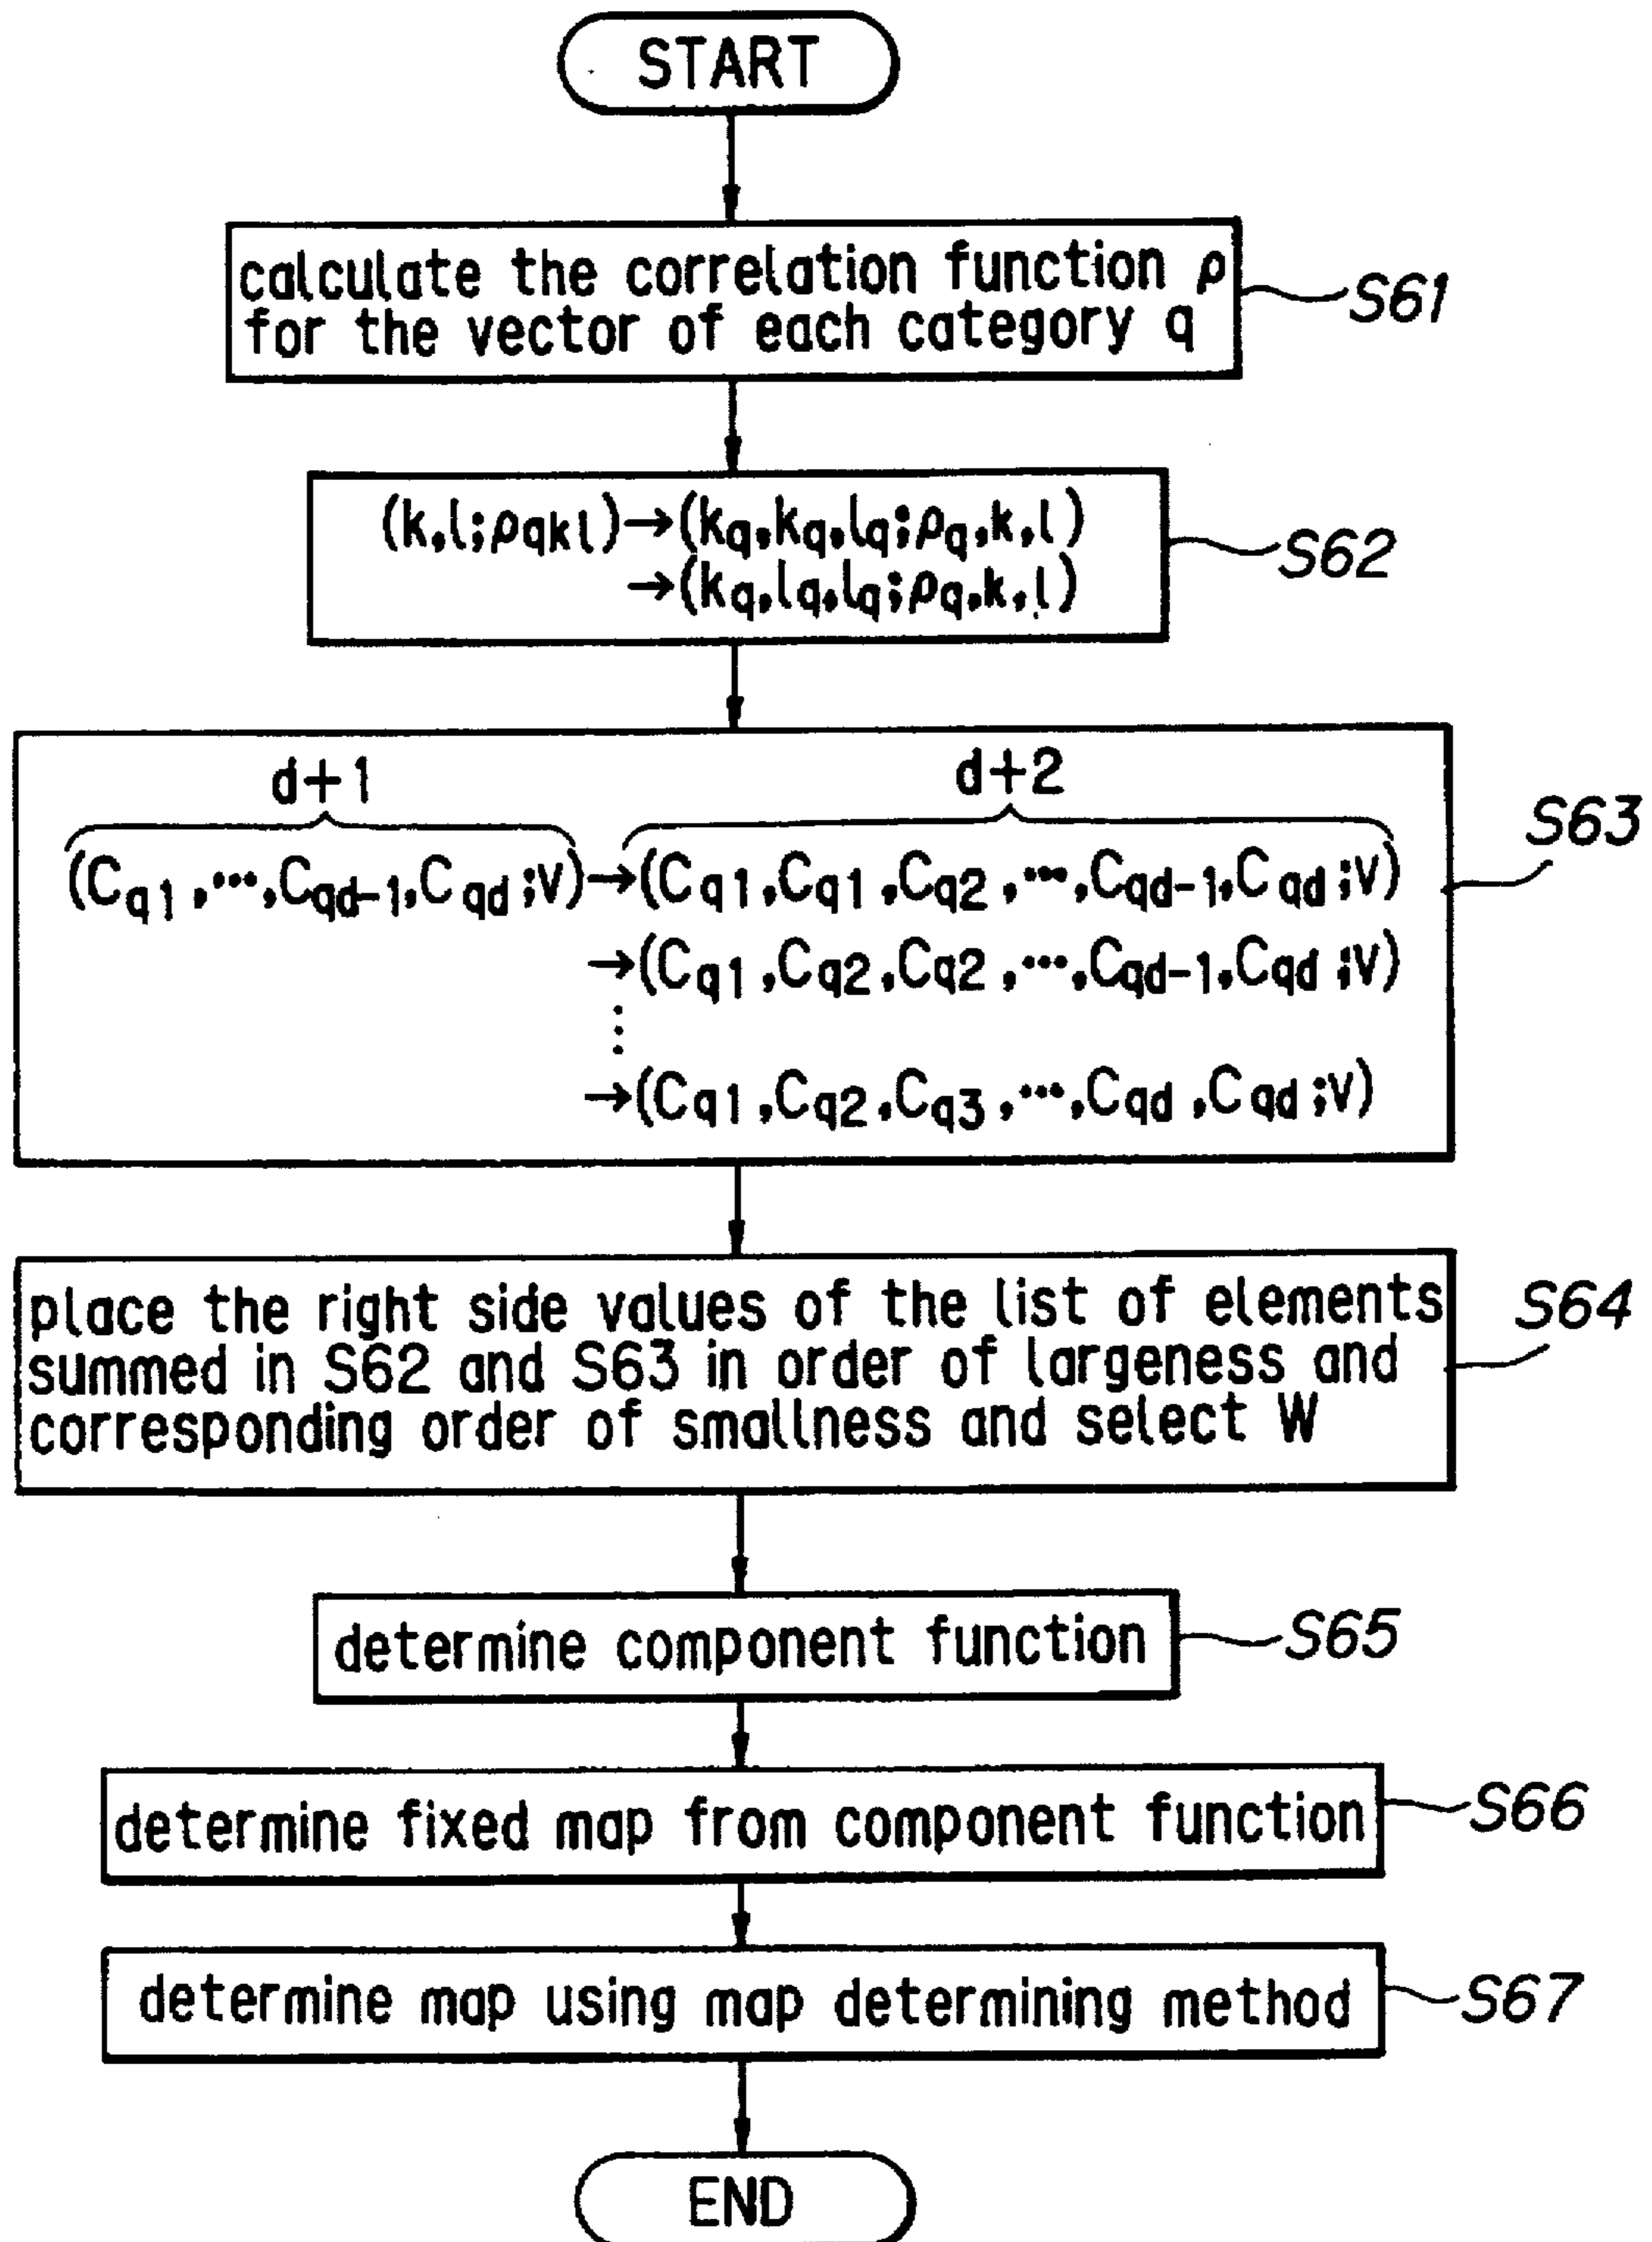 START
calculate the correlation function ρ
for the vector of each category q
S61
(k,l;ρqkl)→(kq,kq,lq;ρq,k,l)
→(kq,lq,lq;ρq,k,l)
S62
d+1
d+2
S63
(Cq1,···,Cqd-1,Cqd;V)→(Cq1,Cq1,Cq2,···,Cqd-1,Cqd;V)
→(Cq1,Cq2,Cq2,···,Cqd-1,Cqd;V)
⋮
→(Cq1,Cq2,Cq3,···,Cqd,Cqd;V)
place the right side values of the list of elements
summed in S62 and S63 in order of largeness and
corresponding order of smallness and select W
S64
determine component function
S65
determine fixed map from component function
S66
determine map using map determining method
S67
END